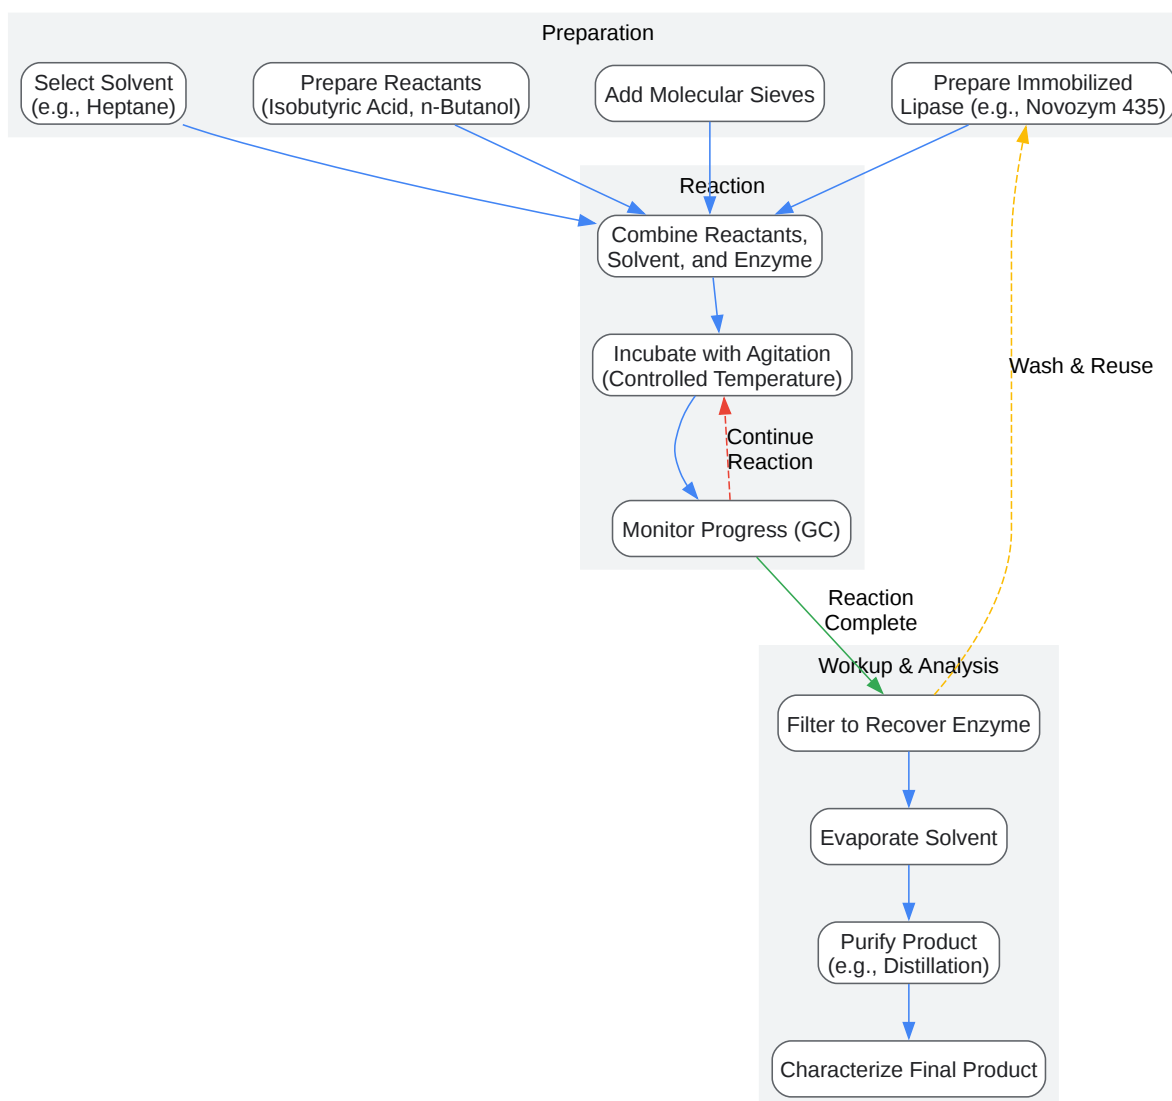 Preparation
Select Solvent
(e.g., Heptane)
Prepare Reactants
(Isobutyric Acid, n-Butanol)
Add Molecular Sieves
Prepare Immobilized
Lipase (e.g., Novozym 435)
Reaction
Combine Reactants,
Solvent, and Enzyme
Incubate with Agitation
(Controlled Temperature)
Wash & Reuse
Continue
Reaction
Monitor Progress (GC)
Reaction
Complete
Workup & Analysis
Filter to Recover Enzyme
Evaporate Solvent
Purify Product
(e.g., Distillation)
Characterize Final Product